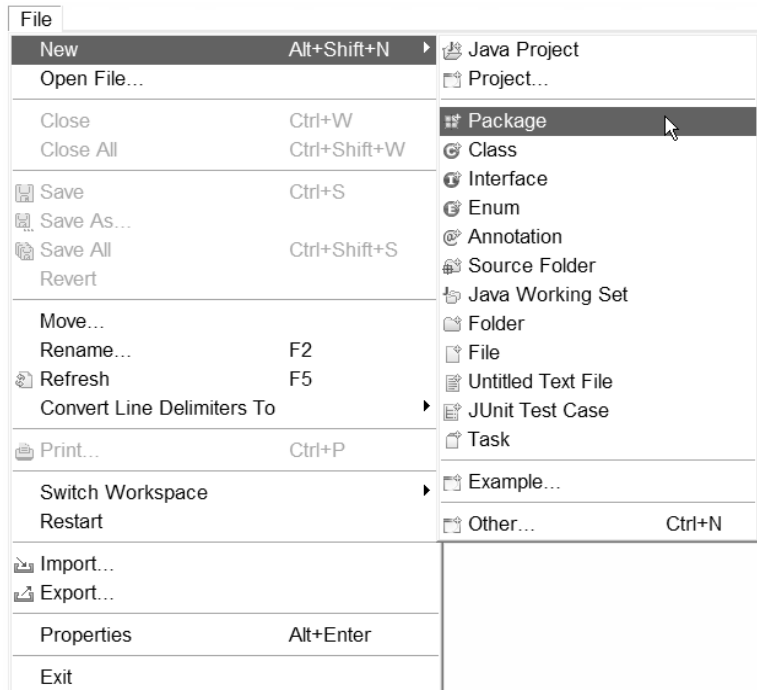 File
New Alt+Shift+N
Open File...
Close Ctrl+W
Close All Ctrl+Shift+W
Save Ctrl+S
Save As...
Save All Ctrl+Shift+S
Revert
Move...
Rename... F2
Refresh F5
Convert Line Delimiters To
Print... Ctrl+P
Switch Workspace
Restart
Import...
Export...
Properties Alt+Enter
Exit
Java Project
Project...
Package
Class
Interface
Enum
Annotation
Source Folder
Java Working Set
Folder
File
Untitled Text File
JUnit Test Case
Task
Example...
Other... Ctrl+N